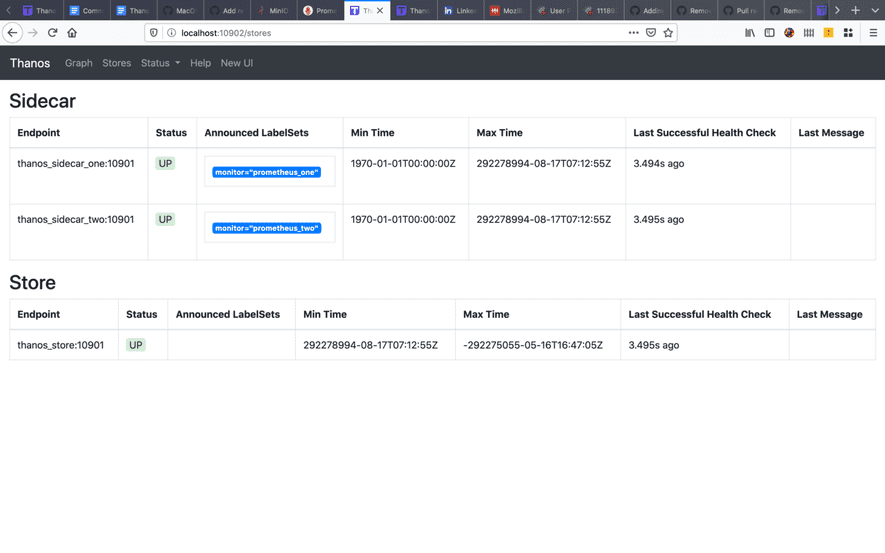 Thano
Comm
Thano
MacO
Add re
MiniO
Prome
Th
Thano
Linked
Mozill
User F
11189
Addin
Remo
Pull re
Remo
localhost:10902/stores
Thanos Graph Stores Status Help New UI
Sidecar
Endpoint Status Announced LabelSets Min Time Max Time Last Successful Health Check Last Message
thanos_sidecar_one:10901 UP monitor="prometheus_one" 1970-01-01T00:00:00Z 292278994-08-17T07:12:55Z 3.494s ago
thanos_sidecar_two:10901 UP monitor="prometheus_two" 1970-01-01T00:00:00Z 292278994-08-17T07:12:55Z 3.495s ago
Store
Endpoint Status Announced LabelSets Min Time Max Time Last Successful Health Check Last Message
thanos_store:10901 UP 292278994-08-17T07:12:55Z -292275055-05-16T16:47:05Z 3.495s ago